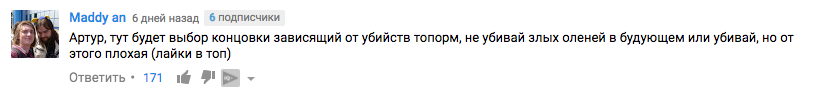 Maddy an 6 дней назад 6 подписчики
Артур, тут будет выбор концовки зависящий от убийств топорм, не убивай злых оленей в будующем или убивай, но от
этого плохая (лайки в топ)
Ответить • 171